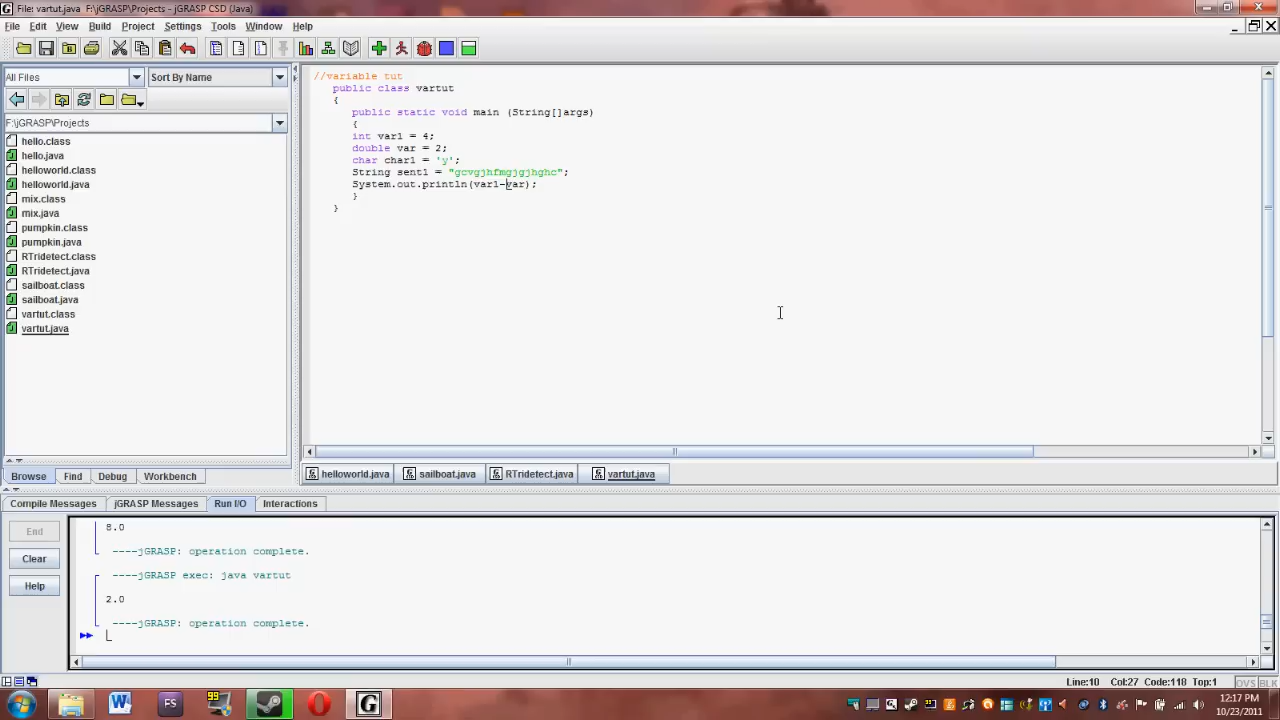 File: vartut.java F:\jGRASP\Projects - jGRASP CSD (Java)
File Edit View Build Project Settings Tools Window Help
All Files Sort By Name
F:\jGRASP\Projects
hello.class
hello.java
helloworld.class
helloworld.java
mix.class
mix.java
pumpkin.class
pumpkin.java
RTridetect.class
RTridetect.java
sailboat.class
sailboat.java
vartut.class
vartut.java
Browse Find Debug Workbench
//variable tut
public class vartut
{
public static void main (String[]args)
{
int var1 = 4;
double var = 2;
char char1 = 'y';
String sent1 = "gcvgjhfmgjgjhghc";
System.out.println(var1-var);
}
}
helloworld.java sailboat.java RTridetect.java vartut.java
Compile Messages jGRASP Messages Run I/O Interactions
End
Clear
Help
8.0
----jGRASP: operation complete.
----jGRASP exec: java vartut
2.0
----jGRASP: operation complete.
Line:10 Col:27 Code:118 Top:1 OVS BLK
W FS 99 G
12:17 PM
10/23/2011